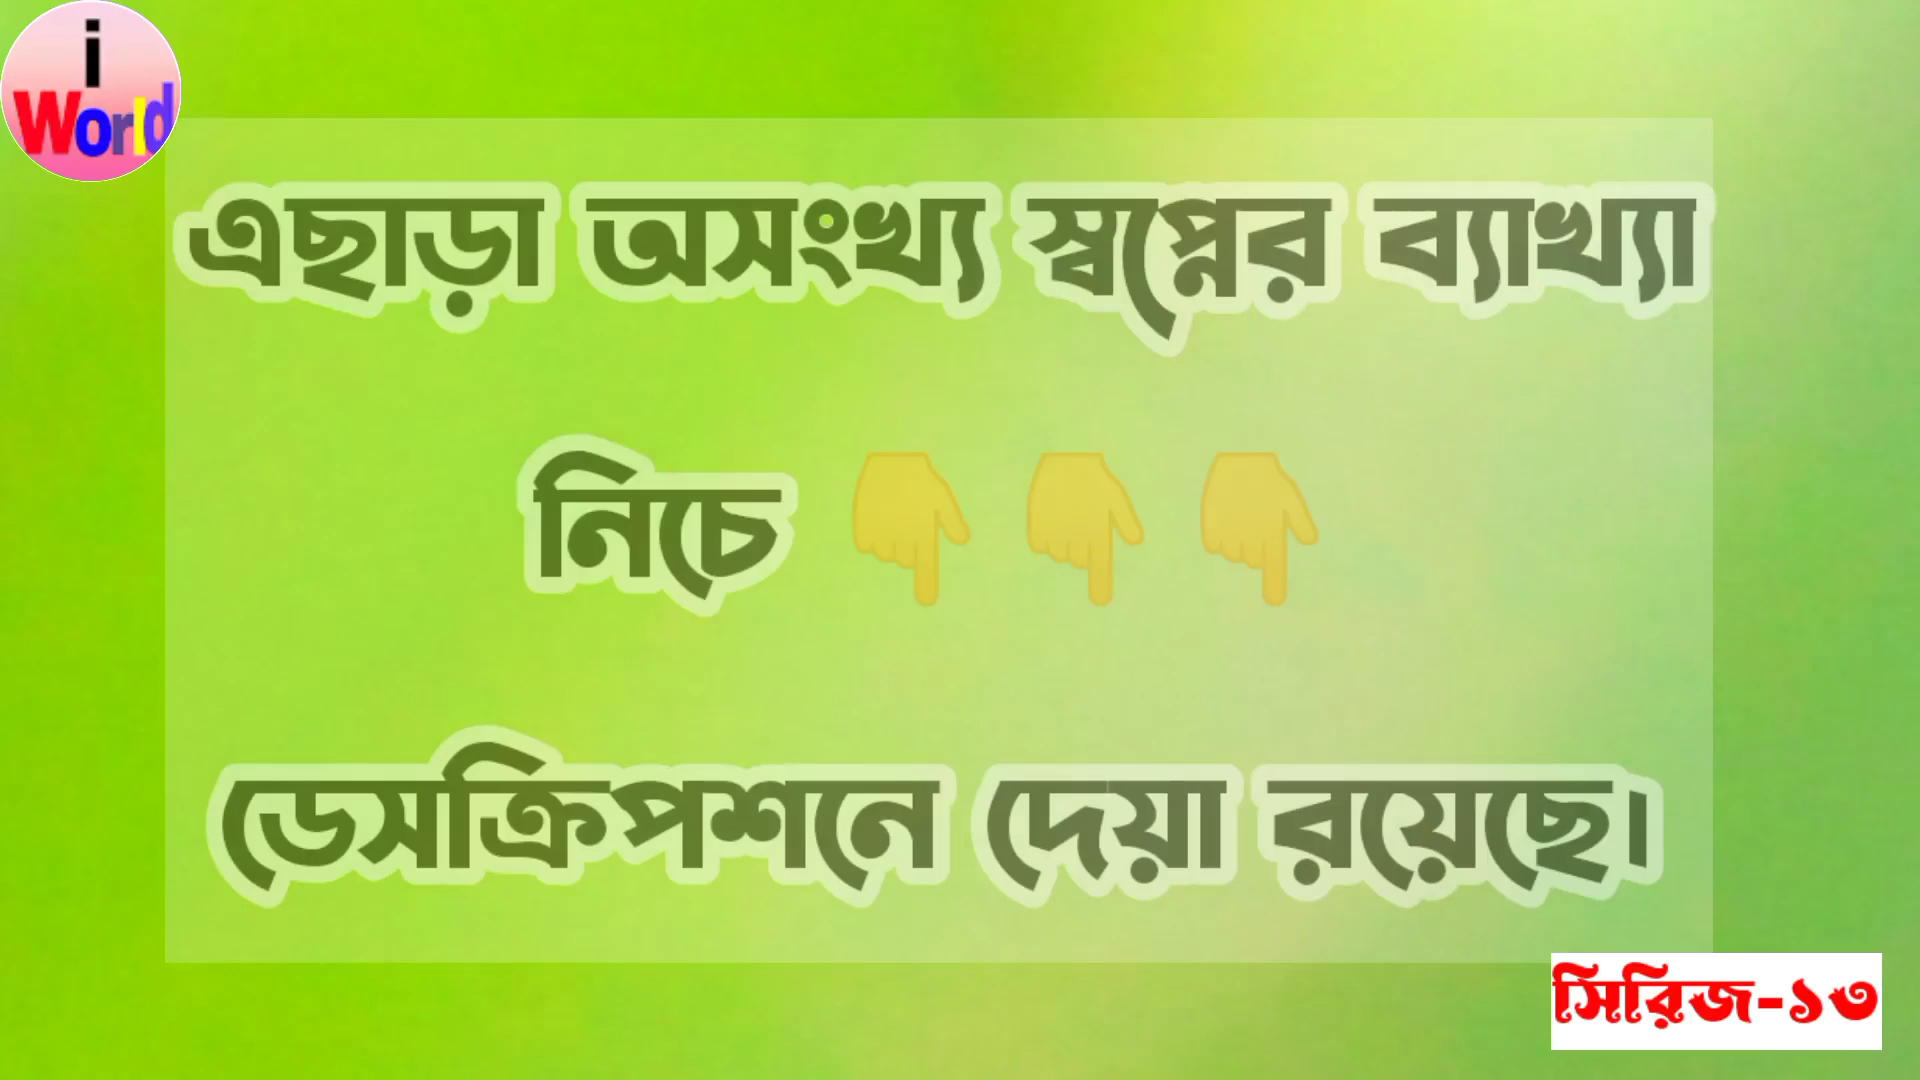 i
World
এছাড়া অসংখ্য স্বপ্নের ব্যাখ্যা
নিচে 👇 👇 👇
ডেসক্রিপশনে দেয়া রয়েছে।
সিরিজ-১৩